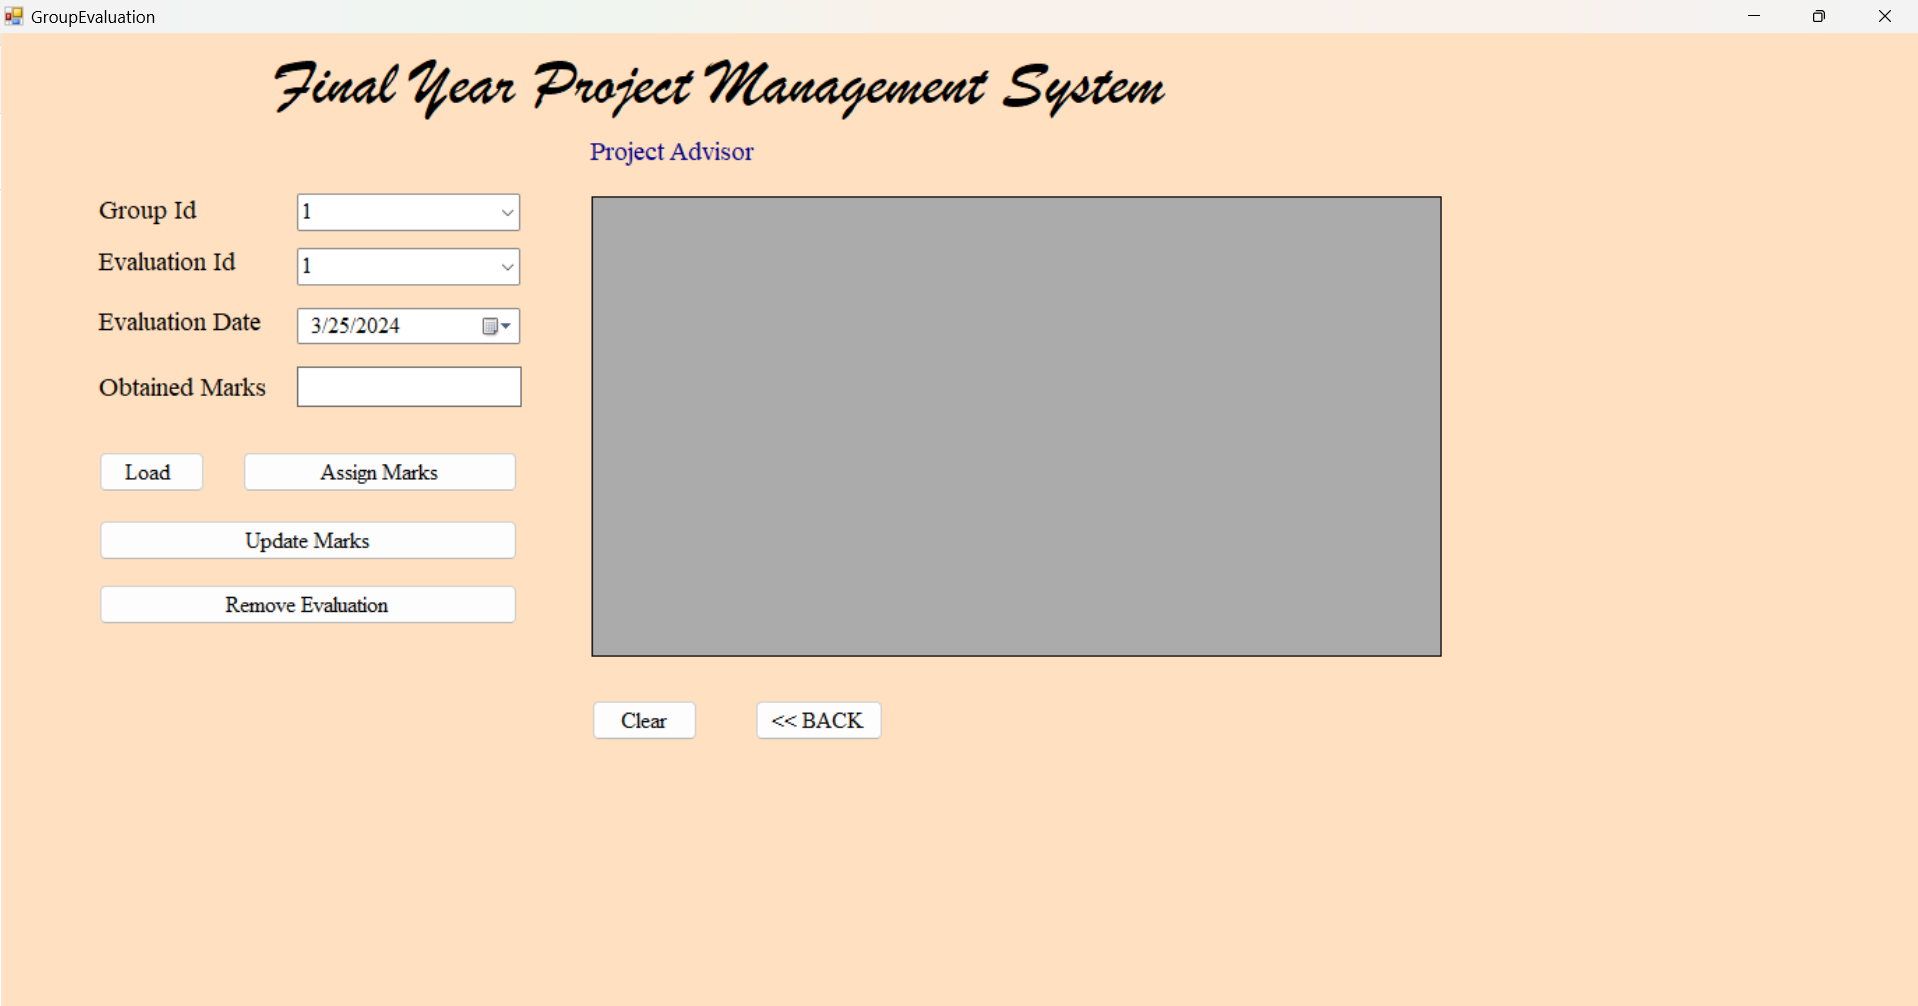 GroupEvaluation
Final Year Project Management System
Project Advisor
Group Id
1
Evaluation Id
1
Evaluation Date
3/25/2024
Obtained Marks
Load
Assign Marks
Update Marks
Remove Evaluation
Clear
<< BACK